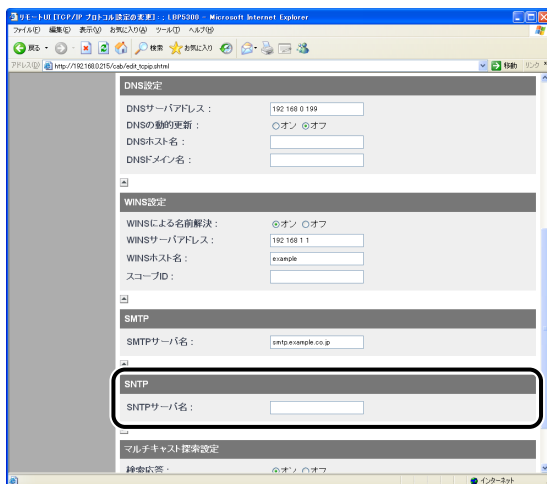 リモートUI [TCP/IP プロトコル設定の変更] : : LBP5300 - Microsoft Internet Explorer
ファイル(F) 編集(E) 表示(V) お気に入り(A) ツール(T) ヘルプ(H)
戻る 検索 お気に入り
アドレス(D) http://192.168.0.215/cab/edit_tcpip.shtml 移動 リンク
DNS設定
DNSサーバアドレス : 192.168.0.199
DNSの動的更新 : オン オフ
DNSホスト名 :
DNSドメイン名 :
WINS設定
WINSによる名前解決 : オン オフ
WINSサーバアドレス : 192.168.1.1
WINSホスト名 : example
スコープID :
SMTP
SMTPサーバ名 : smtp.example.co.jp
SNTP
SNTPサーバ名 :
マルチキャスト探索設定
検索応答 : オン オフ
インターネット